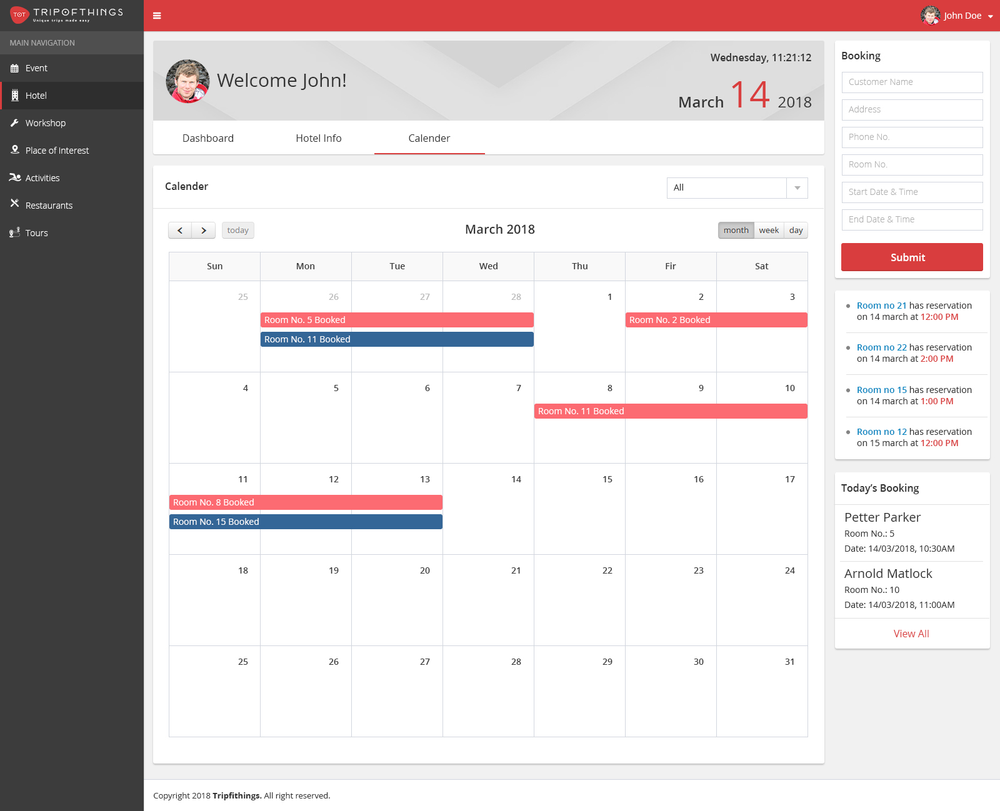 TOT TRIPOFTHINGS
Unique trips made easy
John Doe
MAIN NAVIGATION
Event
Hotel
Workshop
Place of Interest
Activities
Restaurants
Tours
Welcome John!
Wednesday, 11:21:12
March 14 2018
Dashboard Hotel Info Calender
Calender
All
today
March 2018
month week day
Sun Mon Tue Wed Thu Fir Sat
25 26 27 28 1 2 3
Room No. 5 Booked Room No. 2 Booked
Room No. 11 Booked
4 5 6 7 8 9 10
Room No. 11 Booked
11 12 13 14 15 16 17
Room No. 8 Booked
Room No. 15 Booked
18 19 20 21 22 23 24
25 26 27 28 29 30 31
Booking
Customer Name
Address
Phone No.
Room No.
Start Date & Time
End Date & Time
Submit
Room no 21 has reservation
on 14 march at 12:00 PM
Room no 22 has reservation
on 14 march at 2:00 PM
Room no 15 has reservation
on 14 march at 1:00 PM
Room no 12 has reservation
on 15 march at 12:00 PM
Today’s Booking
Petter Parker
Room No.: 5
Date: 14/03/2018, 10:30AM
Arnold Matlock
Room No.: 10
Date: 14/03/2018, 11:00AM
View All
Copyright 2018 Tripfithings. All right reserved.